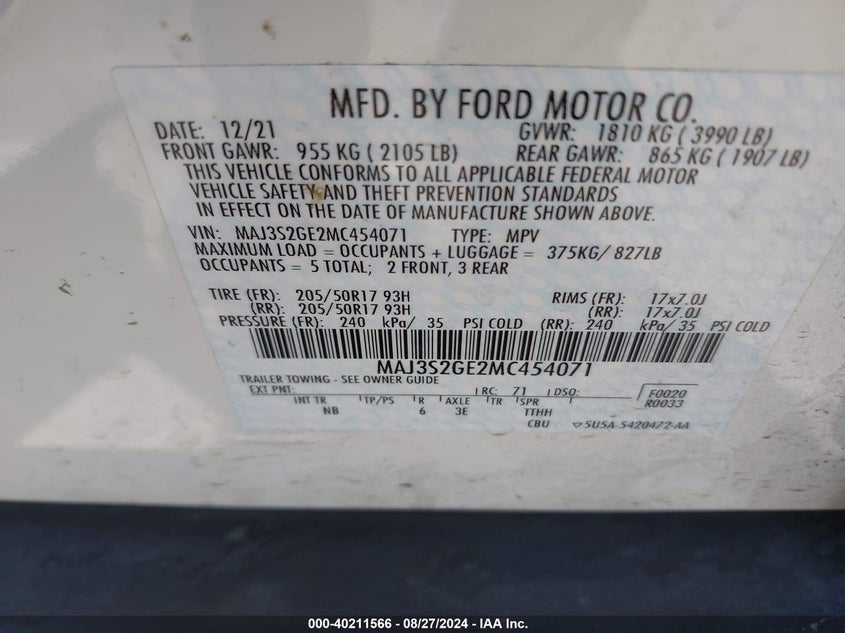 MFD. BY FORD MOTOR CO.
DATE: 12/21 GVWR: 1810 KG ( 3990 LB)
FRONT GAWR: 955 KG ( 2105 LB) REAR GAWR: 865 KG ( 1907 LB)
THIS VEHICLE CONFORMS TO ALL APPLICABLE FEDERAL MOTOR
VEHICLE SAFETY AND THEFT PREVENTION STANDARDS
IN EFFECT ON THE DATE OF MANUFACTURE SHOWN ABOVE.
VIN: MAJ3S2GE2MC454071 TYPE: MPV
MAXIMUM LOAD = OCCUPANTS + LUGGAGE = 375KG/ 827LB
OCCUPANTS = 5 TOTAL; 2 FRONT, 3 REAR
TIRE (FR): 205/50R17 93H RIMS (FR): 17x7.0J
(RR): 205/50R17 93H (RR): 17x7.0J
PRESSURE (FR): 240 kPa/ 35 PSI COLD (RR): 240 kPa/ 35 PSI COLD
MAJ3S2GE2MC454071
TRAILER TOWING - SEE OWNER GUIDE
EXT PNT: RC: 71 DSO: F0020
INT TR TP/PS R AXLE TR SPR R0033
NB 6 3E TTHH
CBU 5U5A-5420472-AA
000-40211566 - 08/27/2024 - IAA Inc.